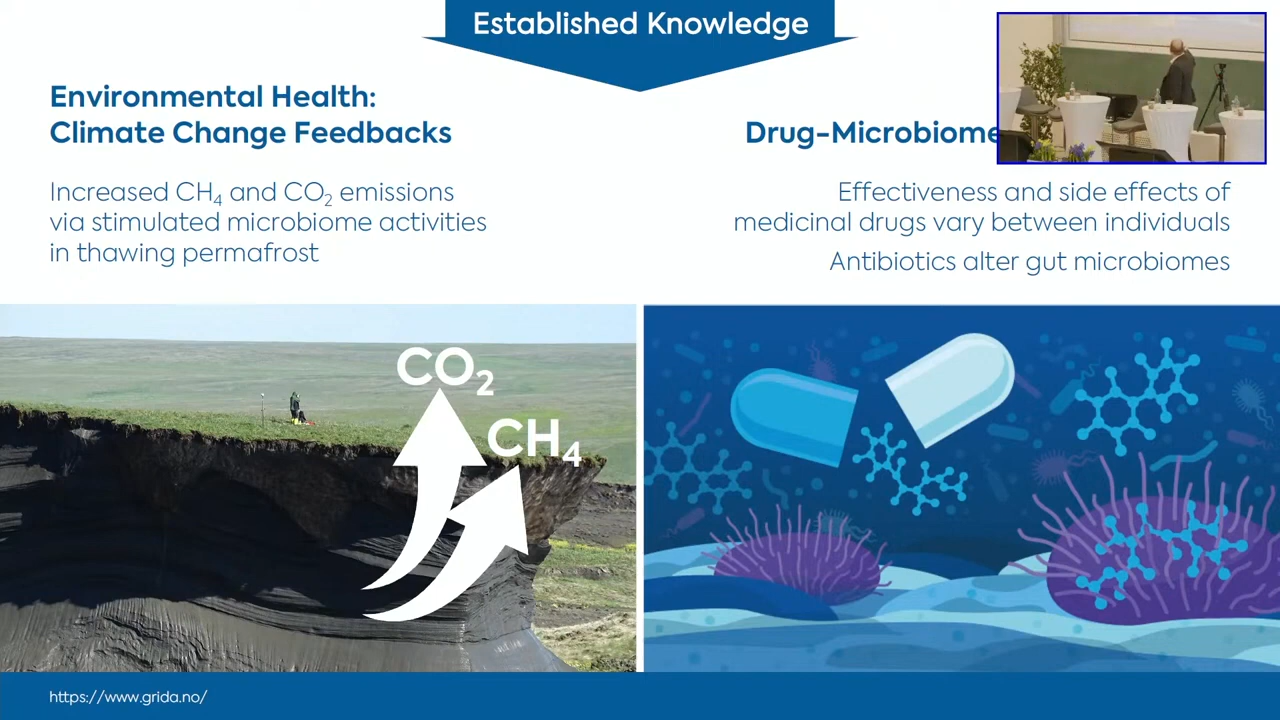 Established Knowledge
Environmental Health:
Climate Change Feedbacks
Increased CH₄ and CO₂ emissions
via stimulated microbiome activities
in thawing permafrost
Drug-Microbiome
Effectiveness and side effects of
medicinal drugs vary between individuals
Antibiotics alter gut microbiomes
CO₂
CH₄
https://www.grida.no/